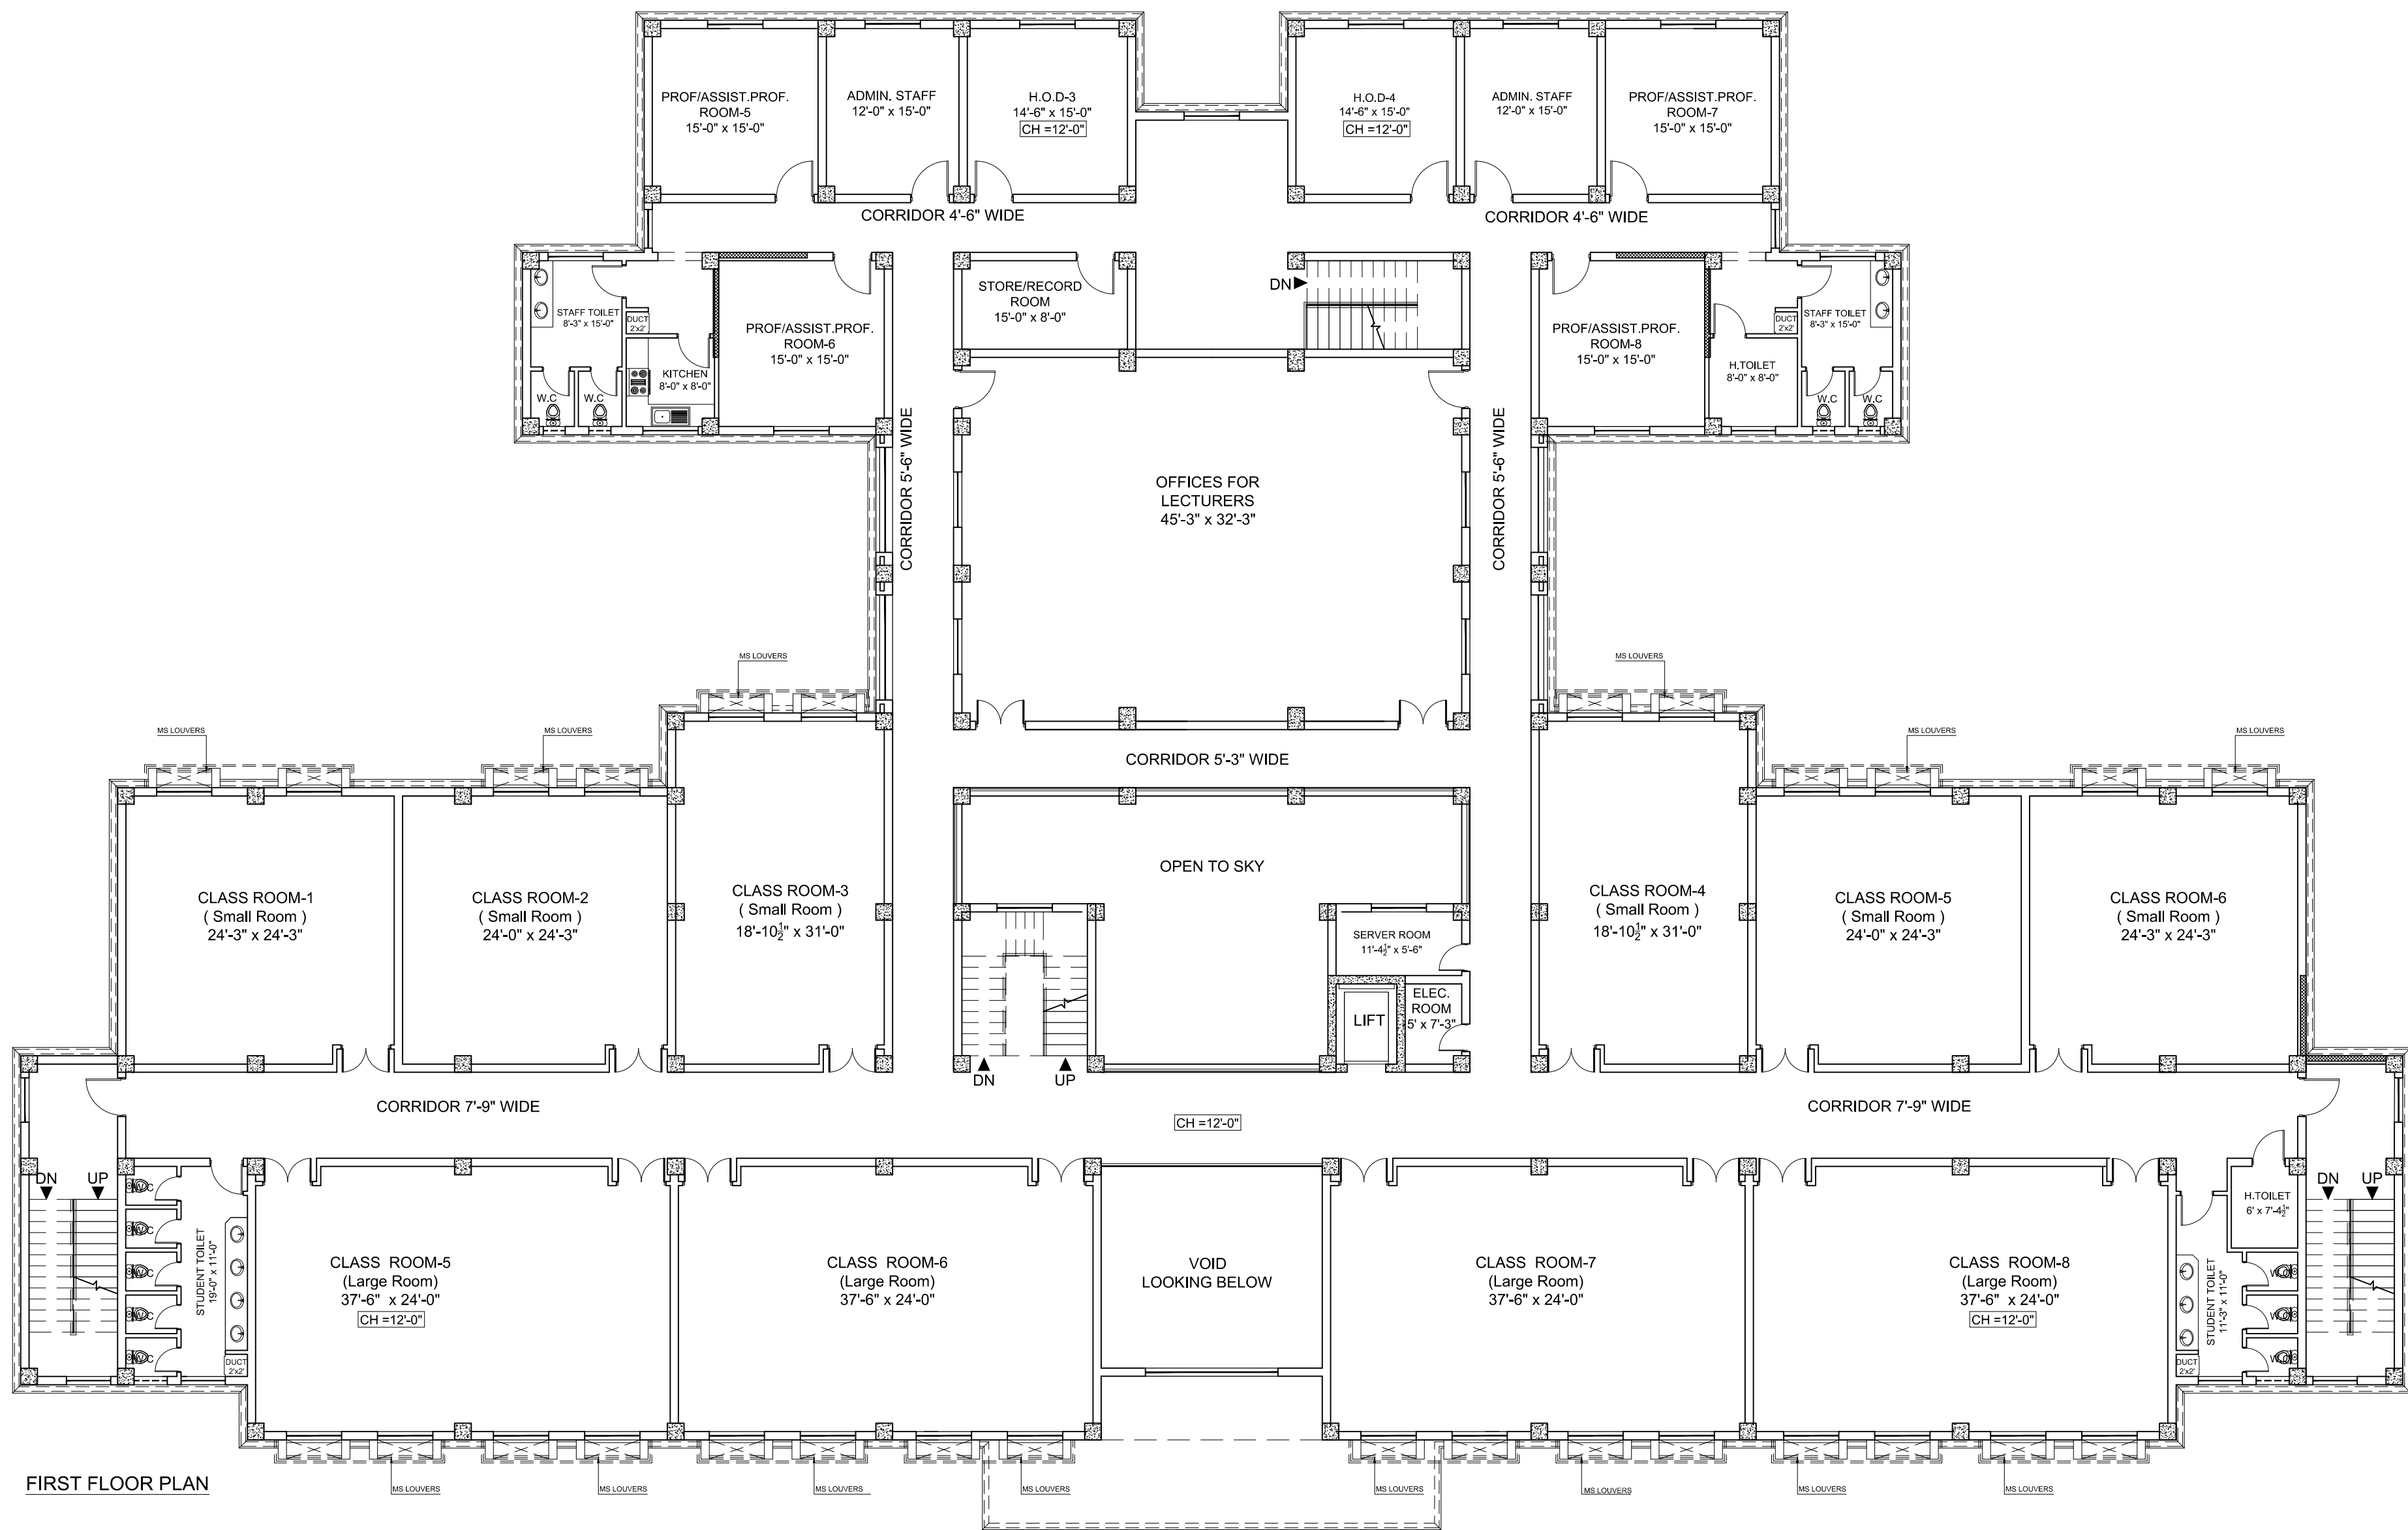 PROF/ASSIST.PROF.
ROOM-5
15'-0" x 15'-0"
ADMIN. STAFF
12'-0" x 15'-0"
H.O.D-3
14'-6" x 15'-0"
CH =12'-0"
H.O.D-4
14'-6" x 15'-0"
CH =12'-0"
ADMIN. STAFF
12'-0" x 15'-0"
PROF/ASSIST.PROF.
ROOM-7
15'-0" x 15'-0"
CORRIDOR 4'-6" WIDE
CORRIDOR 4'-6" WIDE
STAFF TOILET
8'-3" x 15'-0"
DUCT
2'x2'
KITCHEN
8'-0" x 8'-0"
W.C
W.C
PROF/ASSIST.PROF.
ROOM-6
15'-0" x 15'-0"
STORE/RECORD
ROOM
15'-0" x 8'-0"
DN
PROF/ASSIST.PROF.
ROOM-8
15'-0" x 15'-0"
H.TOILET
8'-0" x 8'-0"
DUCT
2'x2'
STAFF TOILET
8'-3" x 15'-0"
W.C
W.C
CORRIDOR 5'-6" WIDE
OFFICES FOR
LECTURERS
45'-3" x 32'-3"
CORRIDOR 5'-6" WIDE
MS LOUVERS
MS LOUVERS
MS LOUVERS
MS LOUVERS
MS LOUVERS
MS LOUVERS
CORRIDOR 5'-3" WIDE
OPEN TO SKY
CLASS ROOM-1
( Small Room )
24'-3" x 24'-3"
CLASS ROOM-2
( Small Room )
24'-0" x 24'-3"
CLASS ROOM-3
( Small Room )
18'-10½" x 31'-0"
SERVER ROOM
11'-4½" x 5'-6"
ELEC.
ROOM
5' x 7'-3"
LIFT
CLASS ROOM-4
( Small Room )
18'-10½" x 31'-0"
CLASS ROOM-5
( Small Room )
24'-0" x 24'-3"
CLASS ROOM-6
( Small Room )
24'-3" x 24'-3"
DN
UP
CORRIDOR 7'-9" WIDE
CH =12'-0"
CORRIDOR 7'-9" WIDE
DN
UP
W.C
W.C
W.C
W.C
W.C
STUDENT TOILET
19'-0" x 11'-0"
DUCT
2'x2'
CLASS ROOM-5
(Large Room)
37'-6" x 24'-0"
CH =12'-0"
CLASS ROOM-6
(Large Room)
37'-6" x 24'-0"
VOID
LOOKING BELOW
CLASS ROOM-7
(Large Room)
37'-6" x 24'-0"
CLASS ROOM-8
(Large Room)
37'-6" x 24'-0"
CH =12'-0"
H.TOILET
6' x 7'-4½"
STUDENT TOILET
11'-3" x 11'-0"
W.C
W.C
W.C
DUCT
2'x2'
DN
UP
FIRST FLOOR PLAN
MS LOUVERS
MS LOUVERS
MS LOUVERS
MS LOUVERS
MS LOUVERS
MS LOUVERS
MS LOUVERS
MS LOUVERS